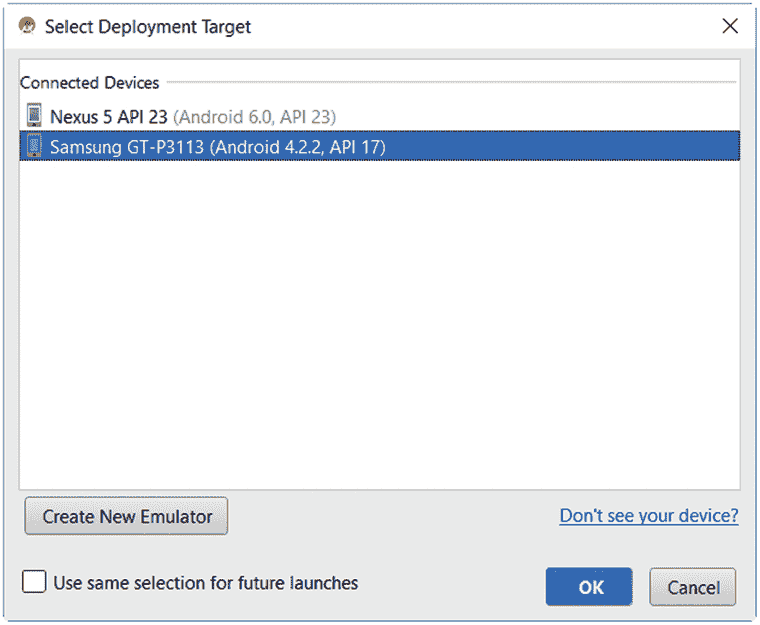 Select Deployment Target
Connected Devices
Nexus 5 API 23 (Android 6.0, API 23)
Samsung GT-P3113 (Android 4.2.2, API 17)
Create New Emulator
Don't see your device?
Use same selection for future launches
OK
Cancel